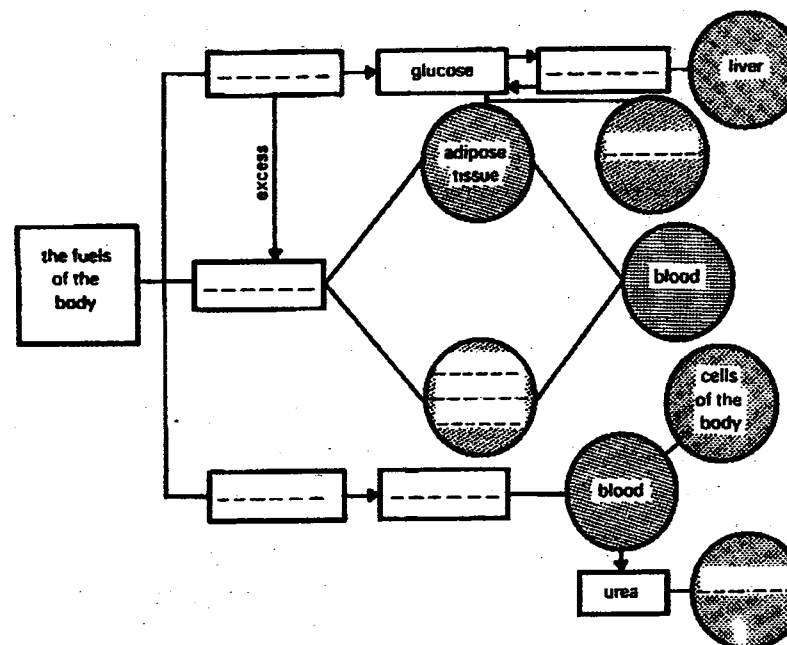 glucose
liver
adipose
tissue
excess
the fuels
of the
body
blood
cells
of the
body
blood
urea